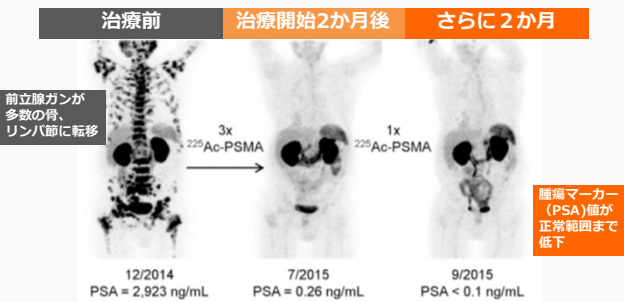 治療前
治療開始2か月後
さらに２か月
前立腺ガンが
多数の骨、
リンパ節に転移
3x
225Ac-PSMA
1x
225Ac-PSMA
腫瘍マーカー
（PSA)値が
正常範囲まで
低下
12/2014
PSA = 2,923 ng/mL
7/2015
PSA = 0.26 ng/mL
9/2015
PSA < 0.1 ng/mL